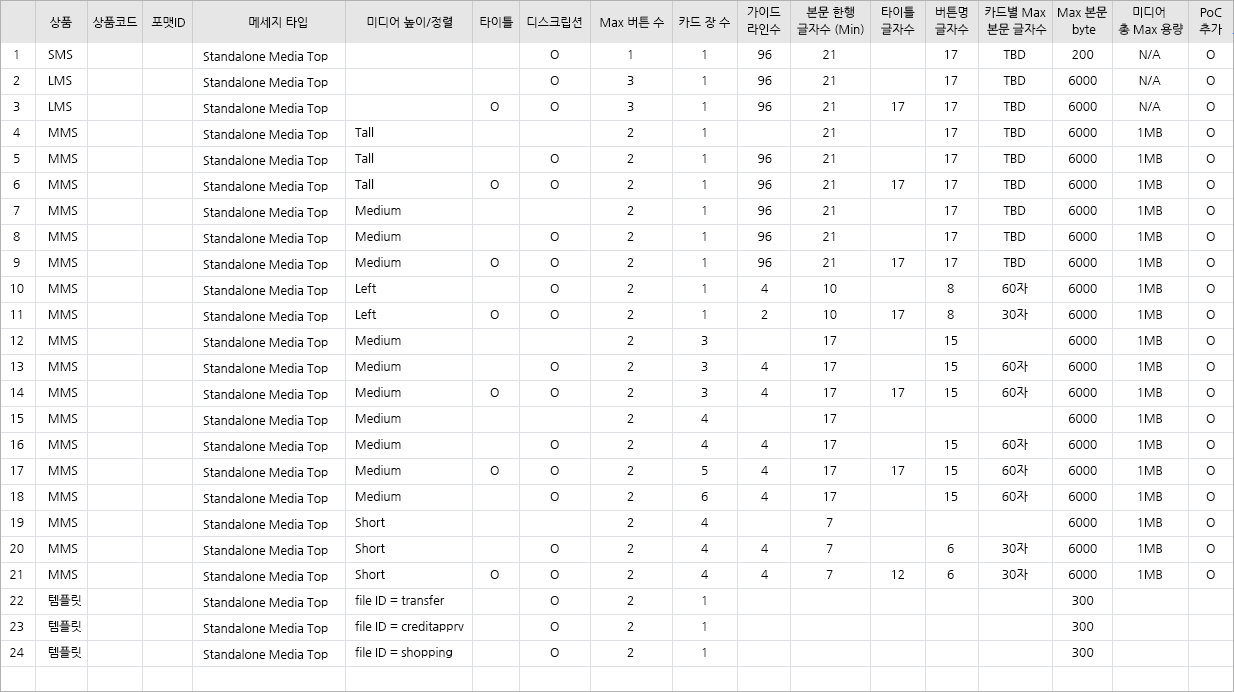 상품 상품코드 포맷ID 메세지 타입 미디어 높이/정렬 타이틀 디스크립션 Max 버튼 수 카드 장 수 가이드 라인수 본문 한행 글자수 (Min) 타이틀 글자수 버튼명 글자수 카드별 Max 본문 글자수 Max 본문 byte 미디어 총 Max 용량 PoC 추가
1 SMS Standalone Media Top O 1 1 96 21 17 TBD 200 N/A O
2 LMS Standalone Media Top O 3 1 96 21 17 TBD 6000 N/A O
3 LMS Standalone Media Top O O 3 1 96 21 17 17 TBD 6000 N/A O
4 MMS Standalone Media Top Tall 2 1 21 17 TBD 6000 1MB O
5 MMS Standalone Media Top Tall O 2 1 96 21 17 TBD 6000 1MB O
6 MMS Standalone Media Top Tall O O 2 1 96 21 17 17 TBD 6000 1MB O
7 MMS Standalone Media Top Medium 2 1 96 21 17 TBD 6000 1MB O
8 MMS Standalone Media Top Medium O 2 1 96 21 17 TBD 6000 1MB O
9 MMS Standalone Media Top Medium O O 2 1 96 21 17 17 TBD 6000 1MB O
10 MMS Standalone Media Top Left O 2 1 4 10 8 60자 6000 1MB O
11 MMS Standalone Media Top Left O O 2 1 2 10 17 8 30자 6000 1MB O
12 MMS Standalone Media Top Medium 2 3 17 15 6000 1MB O
13 MMS Standalone Media Top Medium O 2 3 4 17 15 60자 6000 1MB O
14 MMS Standalone Media Top Medium O O 2 3 4 17 17 15 60자 6000 1MB O
15 MMS Standalone Media Top Medium 2 4 17 6000 1MB O
16 MMS Standalone Media Top Medium O 2 4 4 17 15 60자 6000 1MB O
17 MMS Standalone Media Top Medium O O 2 5 4 17 17 15 60자 6000 1MB O
18 MMS Standalone Media Top Medium O 2 6 4 17 15 60자 6000 1MB O
19 MMS Standalone Media Top Short 2 4 7 6000 1MB O
20 MMS Standalone Media Top Short O 2 4 4 7 6 30자 6000 1MB O
21 MMS Standalone Media Top Short O O 2 4 4 7 12 6 30자 6000 1MB O
22 템플릿 Standalone Media Top file ID = transfer O 2 1 300
23 템플릿 Standalone Media Top file ID = creditapprv O 2 1 300
24 템플릿 Standalone Media Top file ID = shopping O 2 1 300